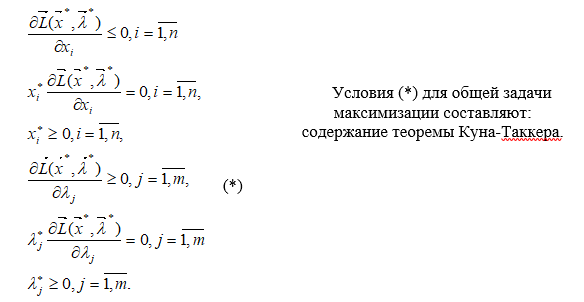 ∂L⃗(x⃗*, λ⃗*)/∂xᵢ ≤ 0, i = 1,n̅
xᵢ* ∂L⃗(x⃗*, λ⃗*)/∂xᵢ = 0, i = 1,n̅,
xᵢ* ≥ 0, i = 1,n̅,
∂L⃗(x⃗*, λ⃗*)/∂λⱼ ≥ 0, j = 1,m̅, (*)
λⱼ* ∂L⃗(x⃗*, λ⃗*)/∂λⱼ = 0, j = 1,m̅
λⱼ* ≥ 0, j = 1,m̅.
Условия (*) для общей задачи
максимизации составляют:
содержание теоремы Куна-Таккера.